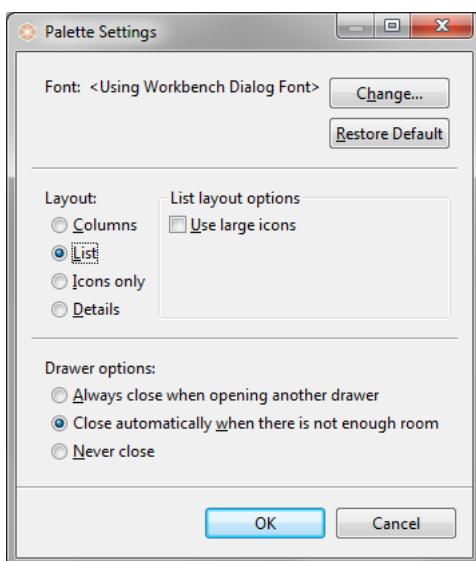 Palette Settings
Font: <Using Workbench Dialog Font>
Change...
Restore Default
Layout:
Columns
List
Icons only
Details
List layout options
Use large icons
Drawer options:
Always close when opening another drawer
Close automatically when there is not enough room
Never close
OK
Cancel